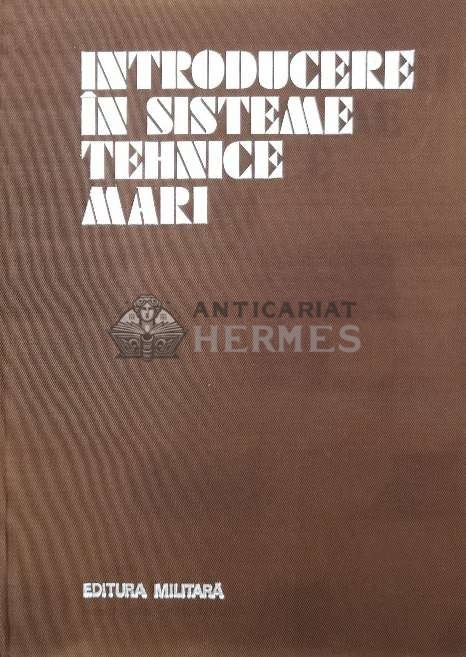 INTRODUCERE
ÎN SISTEME
TEHNICE
MARI
ANTICARIAT
HERMES
EDITURA MILITARĂ